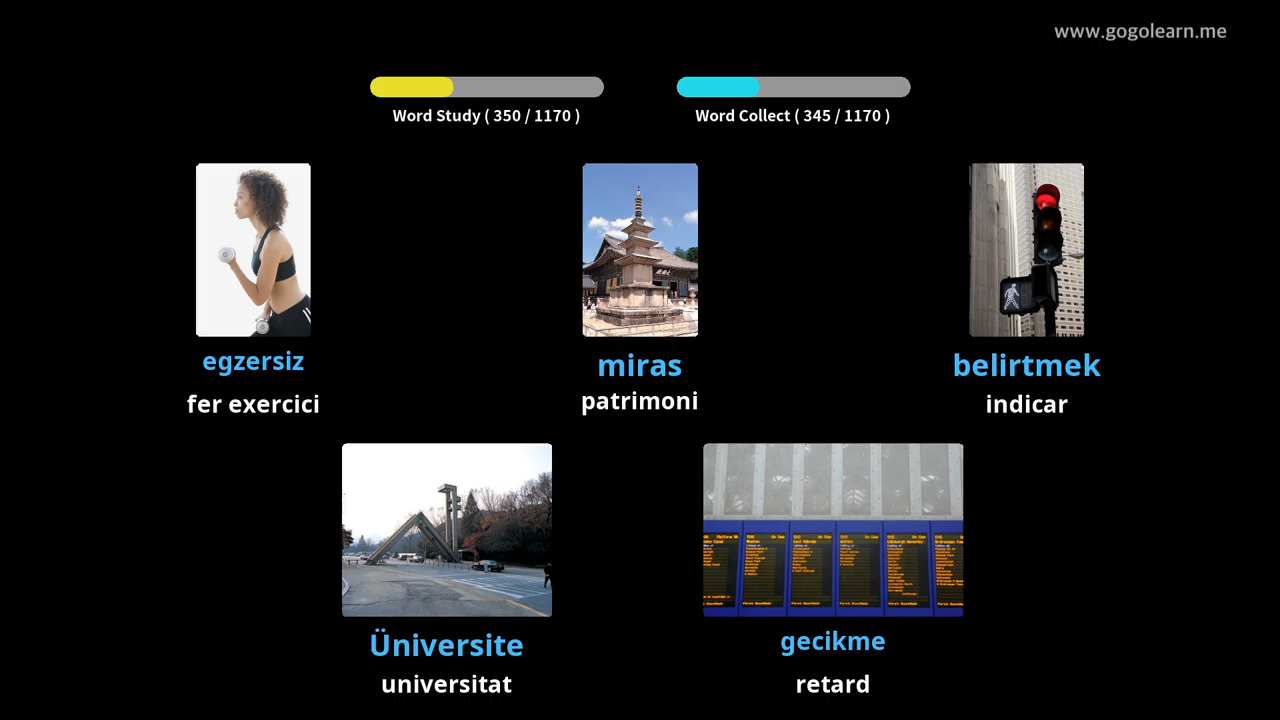 www.gogolearn.me
Word Study ( 350 / 1170 )
Word Collect ( 345 / 1170 )
egzersiz
fer exercici
miras
patrimoni
belirtmek
indicar
Üniversite
universitat
gecikme
retard